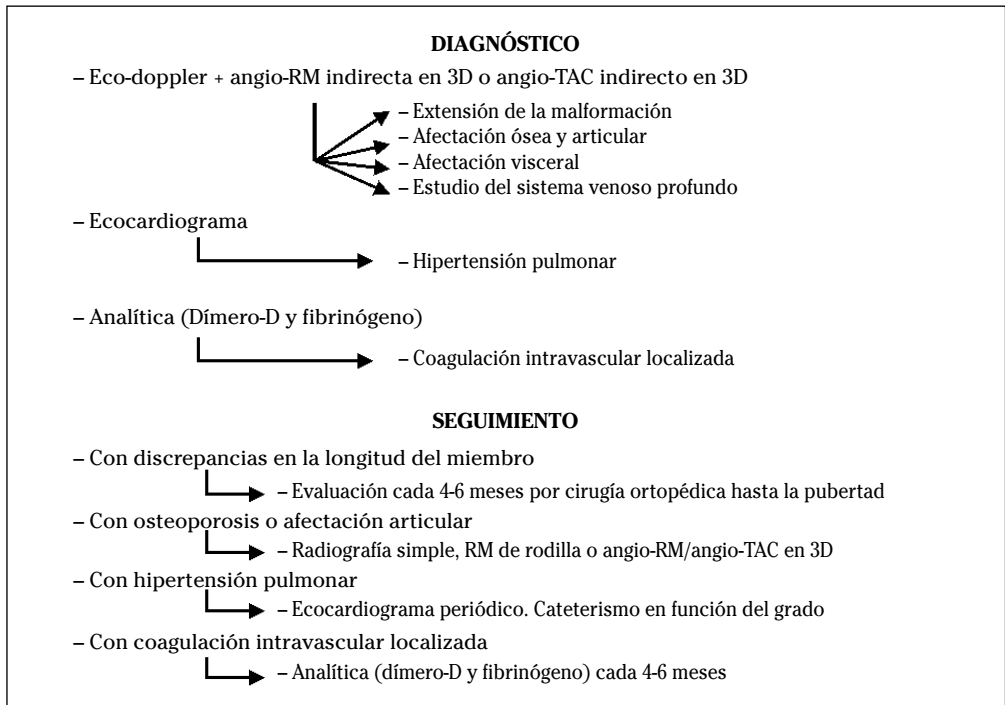 DIAGNÓSTICO
– Eco-doppler + angio-RM indirecta en 3D o angio-TAC indirecto en 3D
– Extensión de la malformación
– Afectación ósea y articular
– Afectación visceral
– Estudio del sistema venoso profundo
– Ecocardiograma
– Hipertensión pulmonar
– Analítica (Dímero-D y fibrinógeno)
– Coagulación intravascular localizada
SEGUIMIENTO
– Con discrepancias en la longitud del miembro
– Evaluación cada 4-6 meses por cirugía ortopédica hasta la pubertad
– Con osteoporosis o afectación articular
– Radiografía simple, RM de rodilla o angio-RM/angio-TAC en 3D
– Con hipertensión pulmonar
– Ecocardiograma periódico. Cateterismo en función del grado
– Con coagulación intravascular localizada
– Analítica (dímero-D y fibrinógeno) cada 4-6 meses